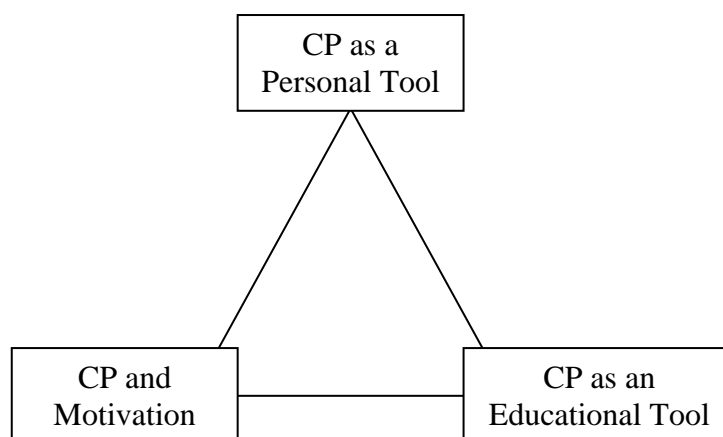 CP as a
Personal Tool
CP and
Motivation
CP as an
Educational Tool